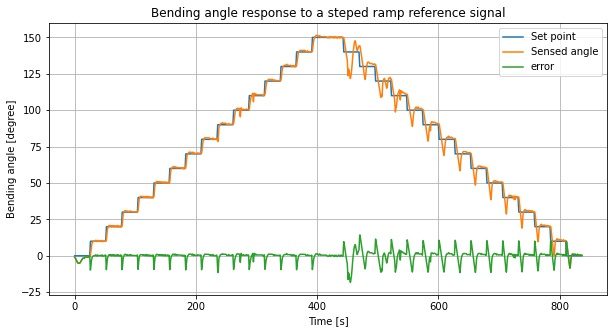 Bending angle response to a steped ramp reference signal
Set point
Sensed angle
error
Bending angle [degree]
150
125
100
75
50
25
0
−25
0
200
400
600
800
Time [s]